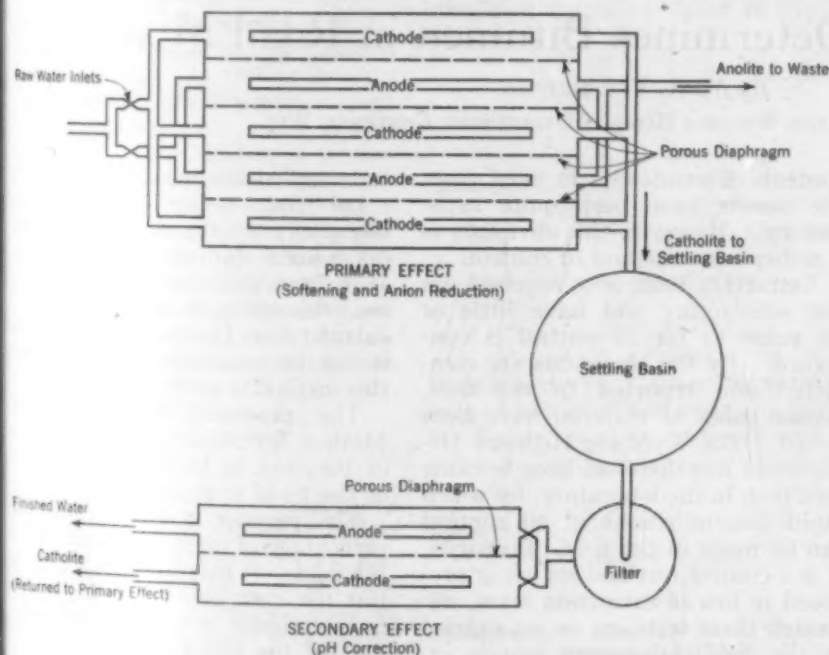 Cathode
Raw Water Inlets
Anode
Anolite to Waste
Cathode
Porous Diaphragm
Anode
Cathode
Catholite to
Settling Basin
PRIMARY EFFECT
(Softening and Anion Reduction)
Settling Basin
Porous Diaphragm
Finished Water
Anode
Catholite
(Returned to Primary Effect)
Cathode
Filter
SECONDARY EFFECT
(pH Correction)